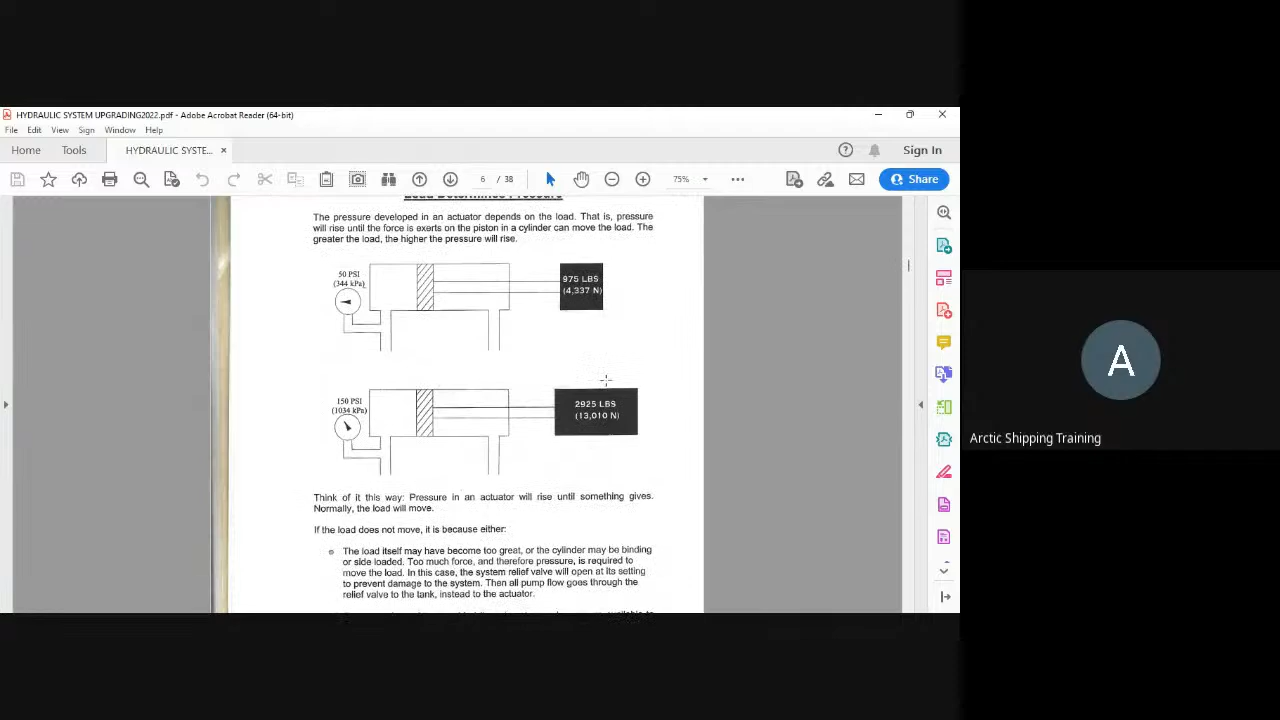 HYDRAULIC SYSTEM UPGRADING2022.pdf - Adobe Acrobat Reader (64-bit)
File Edit View Sign Window Help
Home Tools HYDRAULIC SYSTE... Sign In
6 / 38 75% Share
Load Determines Pressure
The pressure developed in an actuator depends on the load. That is, pressure
will rise until the force is exerts on the piston in a cylinder can move the load. The
greater the load, the higher the pressure will rise.
50 PSI
(344 kPa)
975 LBS
(4,337 N)
150 PSI
(1034 kPa)
2925 LBS
(13,010 N)
Think of it this way: Pressure in an actuator will rise until something gives.
Normally, the load will move.
If the load does not move, it is because either:
The load itself may have become too great, or the cylinder may be binding
or side loaded. Too much force, and therefore pressure, is required to
move the load. In this case, the system relief valve will open at its setting
to prevent damage to the system. Then all pump flow goes through the
relief valve to the tank, instead to the actuator.
A
Arctic Shipping Training